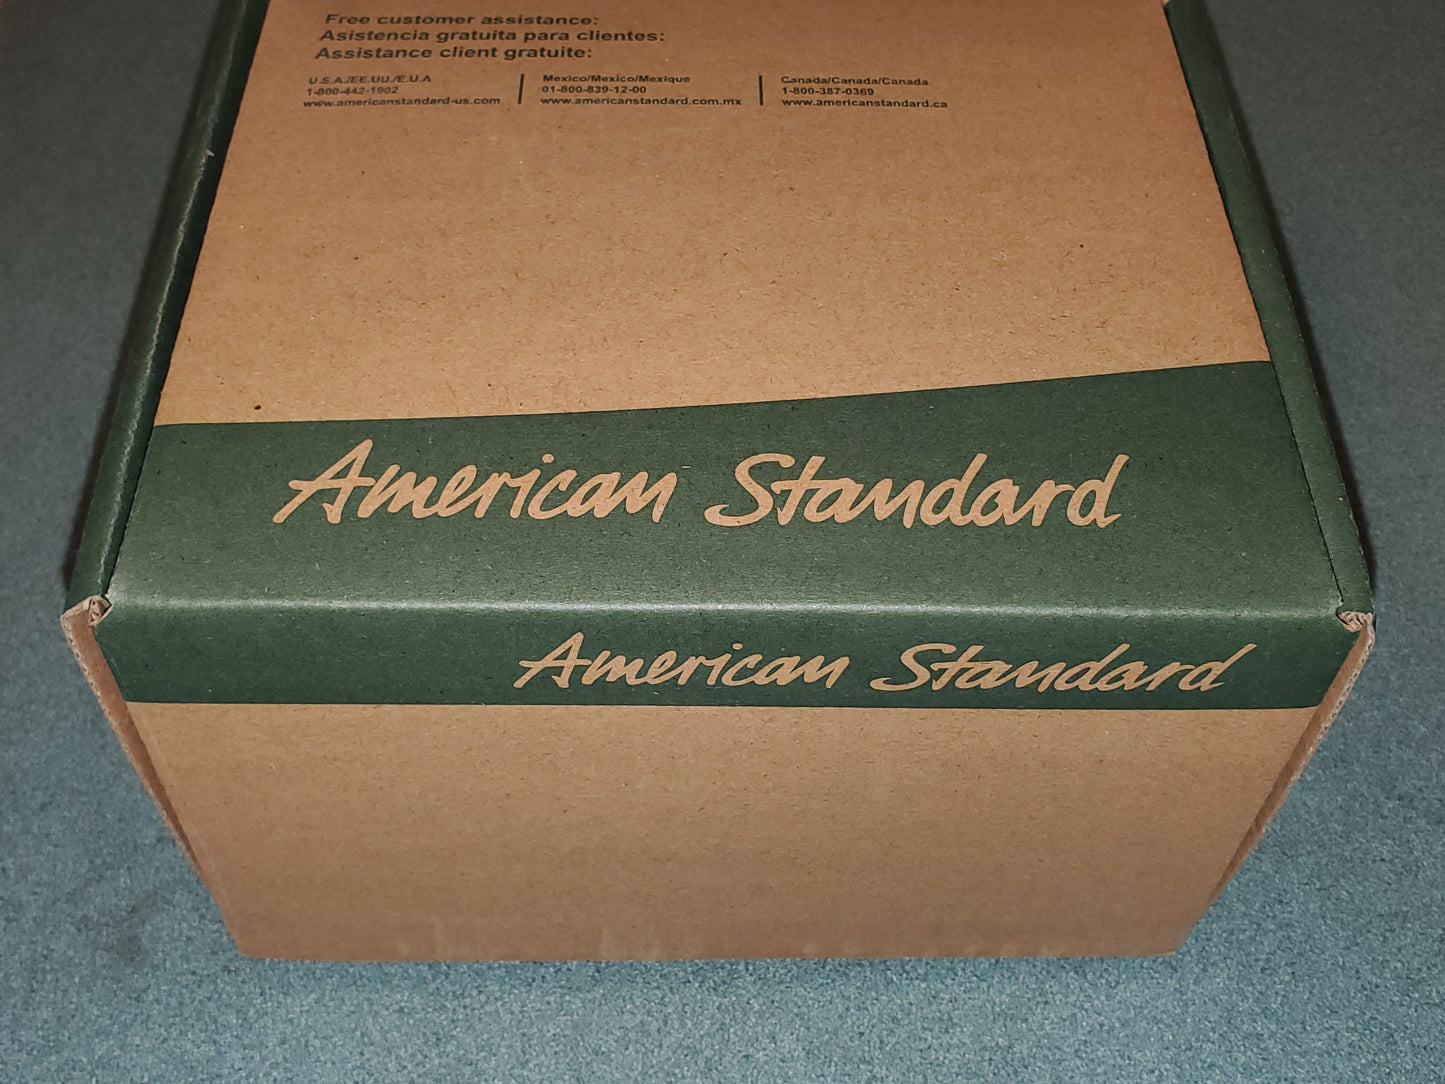 Free customer assistance:
Asistencia gratuita para clientes:
Assistance client gratuite:
U.S.A./EE.UU./E.U.A
1-800-442-1902
www.americanstandard-us.com
Mexico/Mexico/Mexique
01-800-839-12-00
www.americanstandard.com.mx
Canada/Canada/Canada
1-800-387-0369
www.americanstandard.ca
American Standard
American Standard